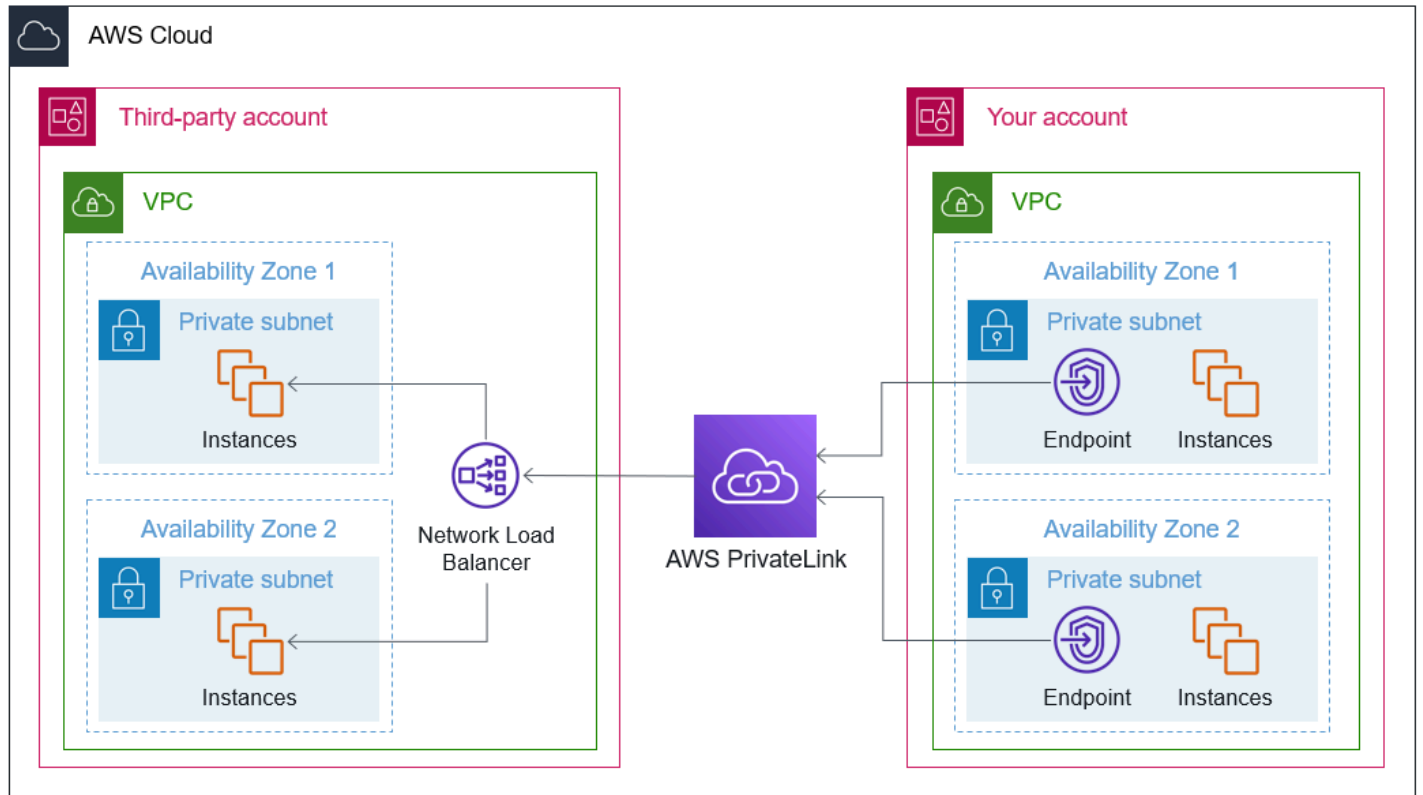 AWS Cloud
Third-party account
VPC
Availability Zone 1
Private subnet
Instances
Availability Zone 2
Private subnet
Instances
Network Load
Balancer
AWS PrivateLink
Your account
VPC
Availability Zone 1
Private subnet
Endpoint
Instances
Availability Zone 2
Private subnet
Endpoint
Instances